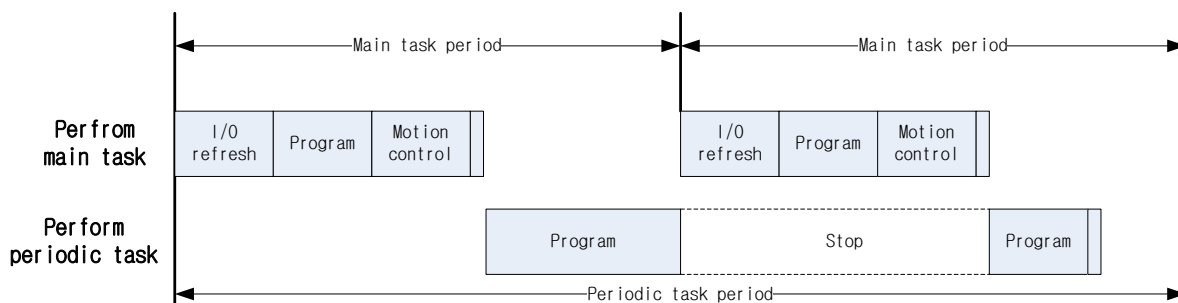 Main task period
Main task period
Perfrom
main task
I/O
refresh
Program
Motion
control
I/O
refresh
Program
Motion
control
Perform
periodic task
Program
Stop
Program
Periodic task period